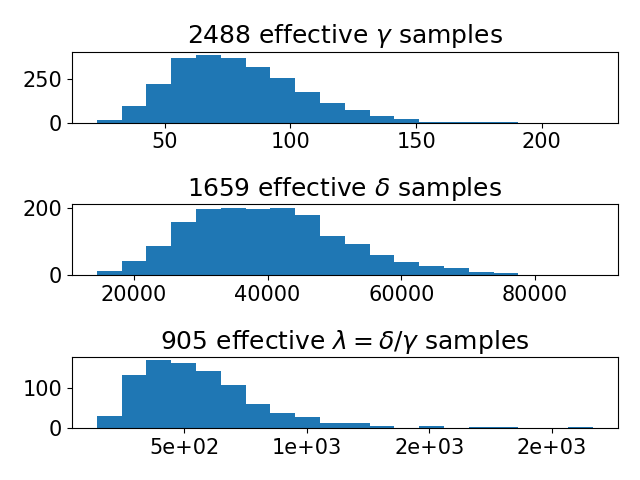 2488 effective γ samples
250
0
50 100 150 200
1659 effective δ samples
200
0
20000 40000 60000 80000
905 effective λ = δ/γ samples
100
0
5e+02 1e+03 2e+03 2e+03